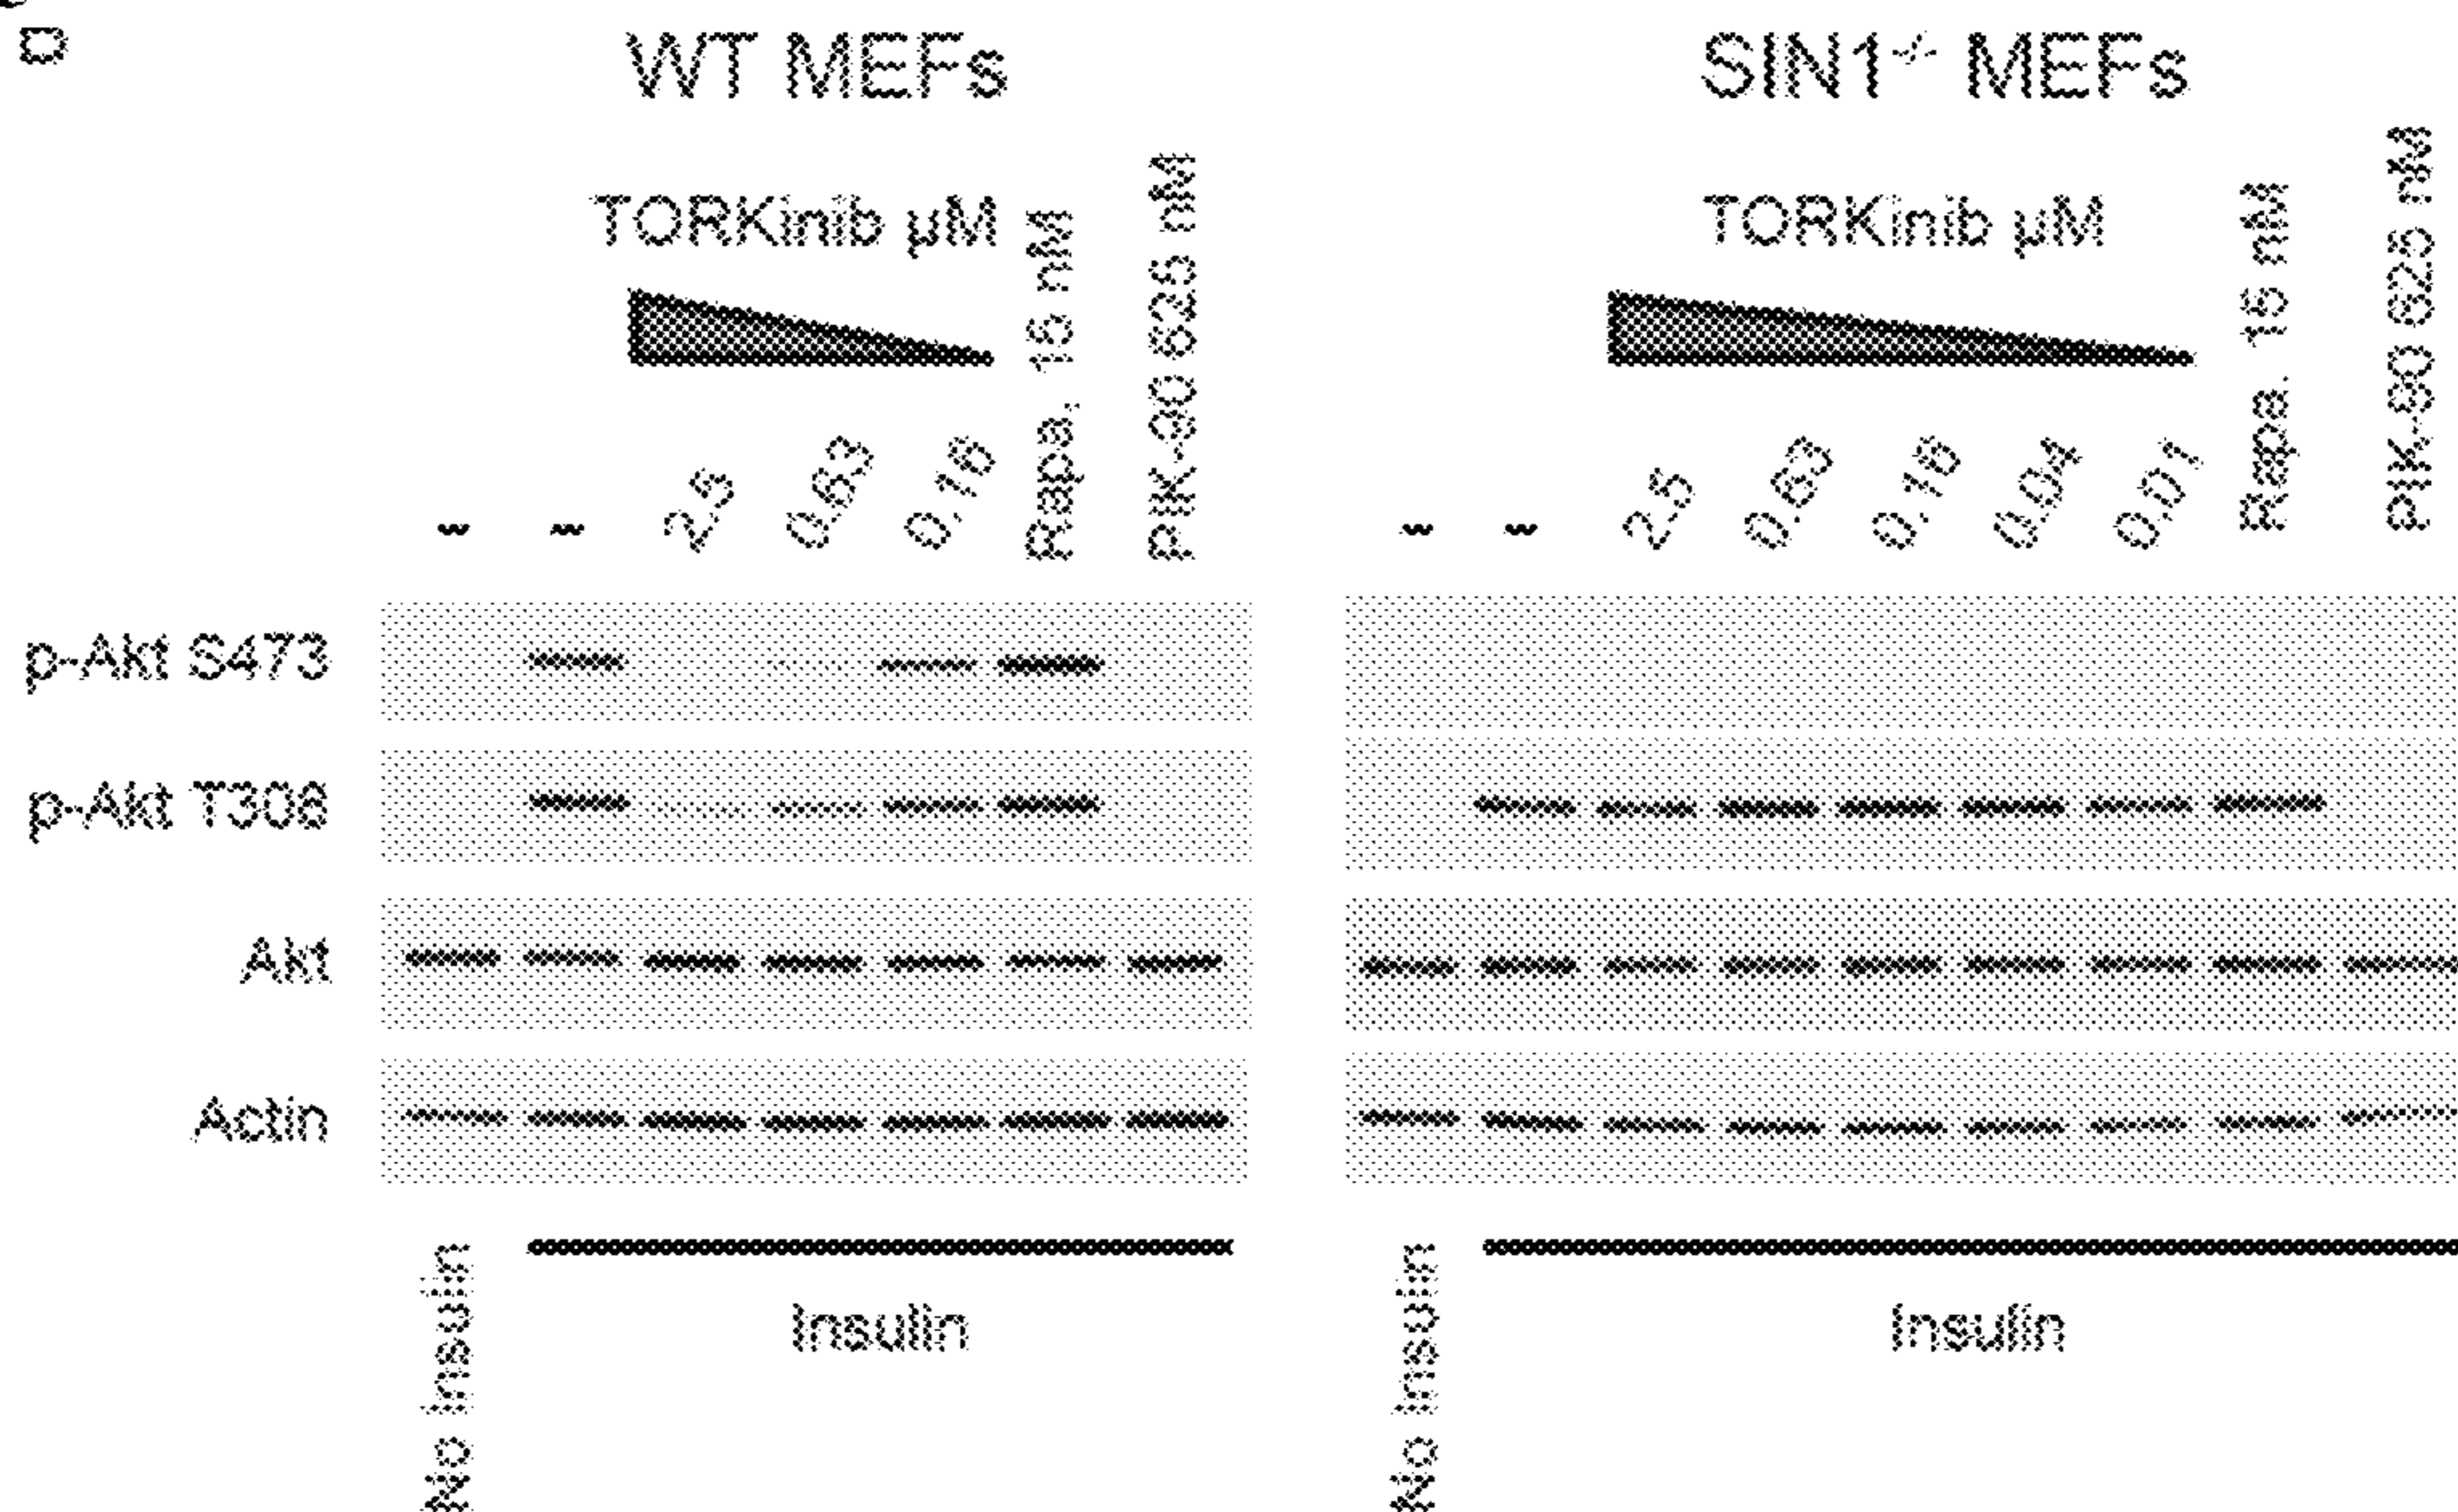 WT MEFs
TORKinib µM
- - 2.5 0.63 0.16 Rapa. 16 nM PIK-90 625 nM
SIN1-/- MEFs
TORKinib µM
- - 2.5 0.63 0.16 0.04 0.01 Rapa. 16 nM PIK-90 625 nM
p-Akt S473
p-Akt T308
Akt
Actin
No Insulin
Insulin
No Insulin
Insulin